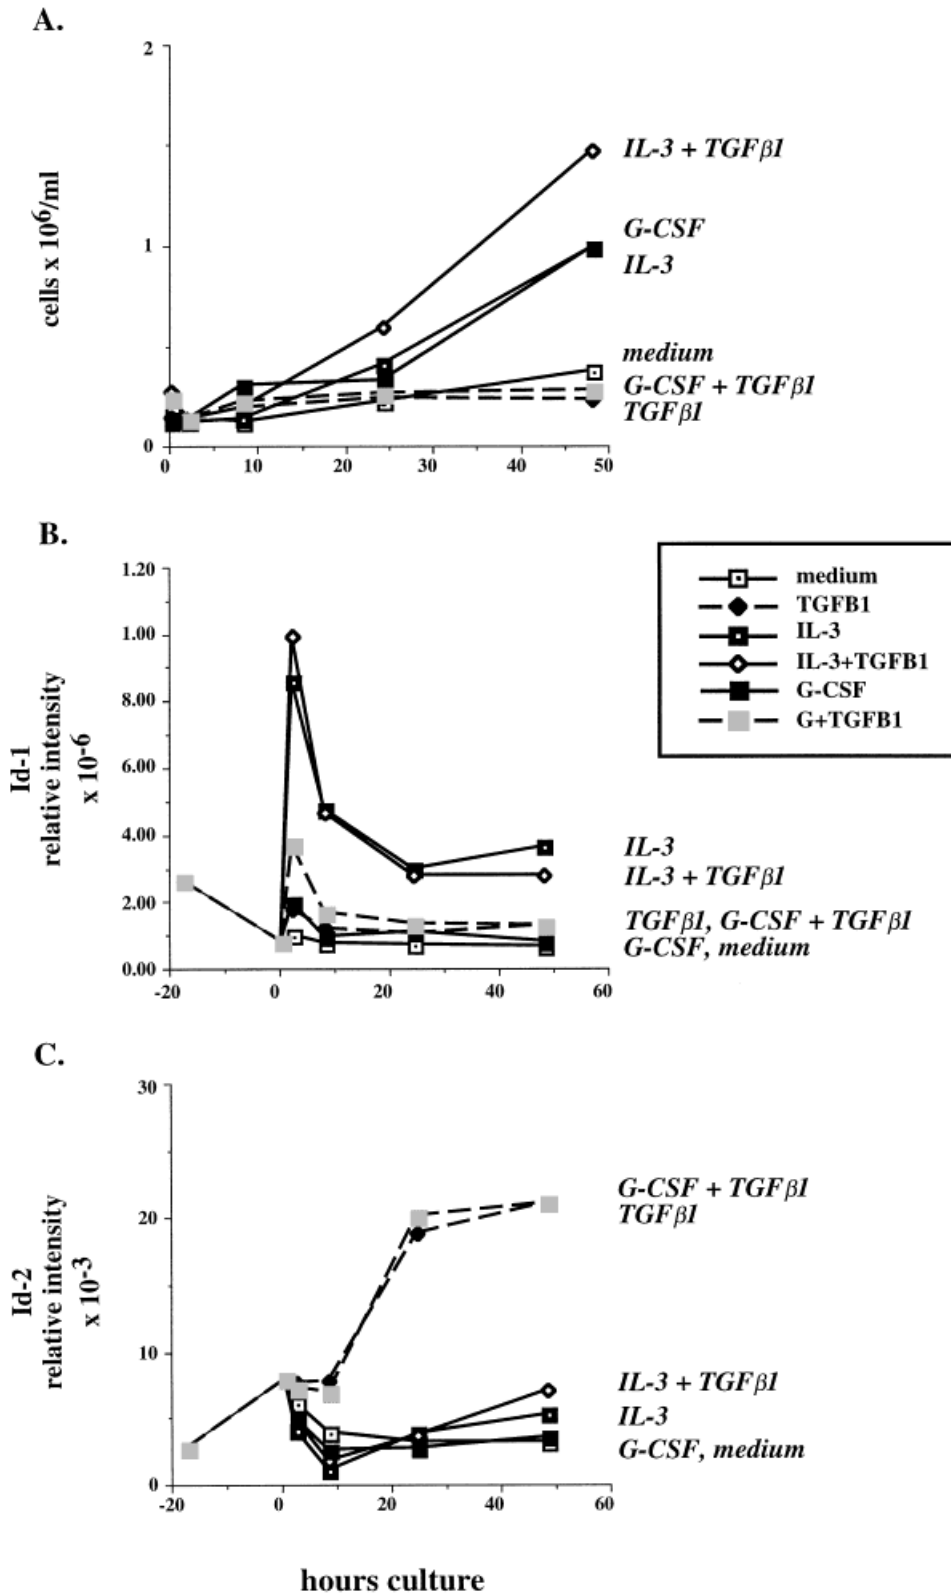 A.
2
1
0
cells x 10⁶/ml
0 10 20 30 40 50
IL-3 + TGFβ1
G-CSF
IL-3
medium
G-CSF + TGFβ1
TGFβ1
B.
1.20
1.00
8.00
6.00
4.00
2.00
0.00
Id-1
relative intensity
x 10⁻⁶
-20 0 20 40 60
medium
TGFB1
IL-3
IL-3+TGFB1
G-CSF
G+TGFB1
IL-3
IL-3 + TGFβ1
TGFβ1, G-CSF + TGFβ1
G-CSF, medium
C.
30
20
10
0
Id-2
relative intensity
x 10⁻³
-20 0 20 40 60
G-CSF + TGFβ1
TGFβ1
IL-3 + TGFβ1
IL-3
G-CSF, medium
hours culture